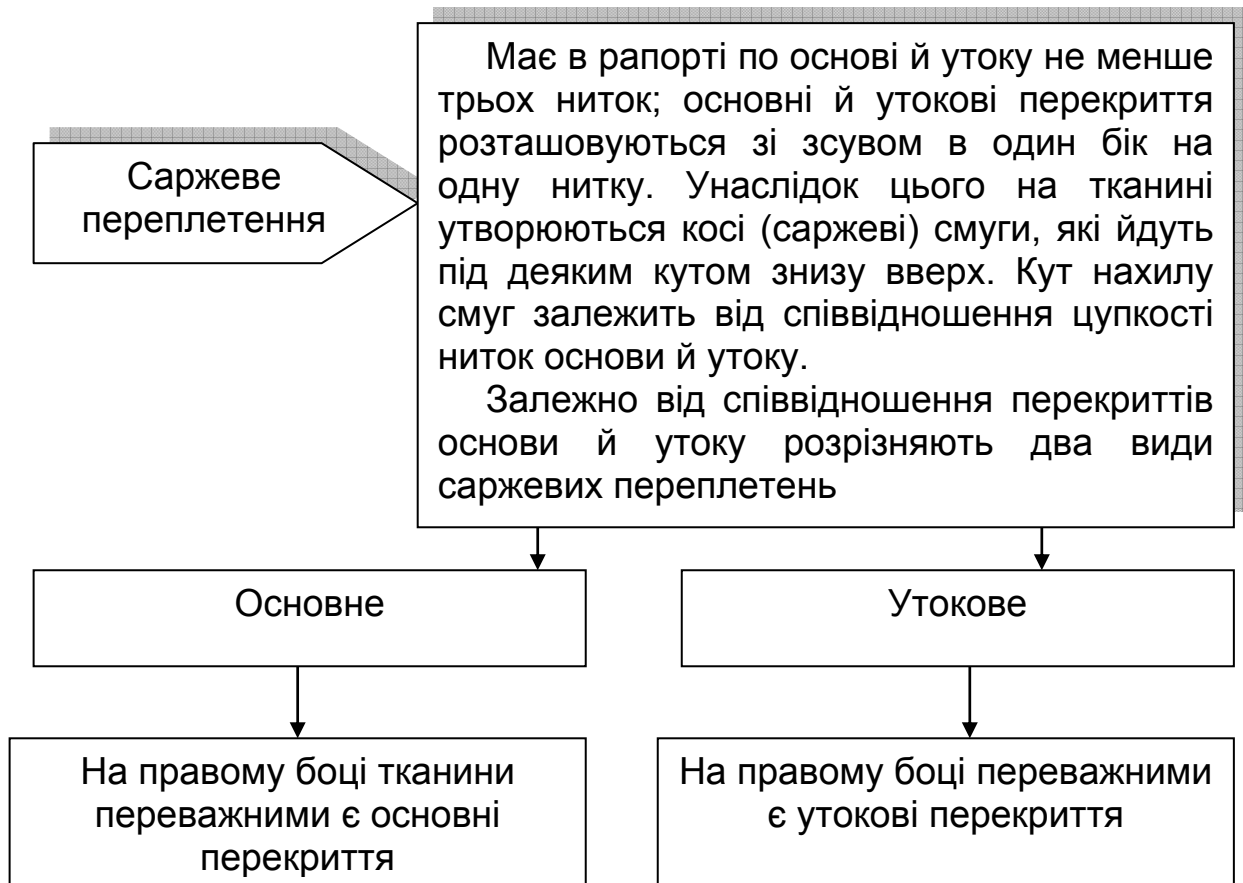 Саржеве
переплетення
Має в рапорті по основі й утоку не менше
трьох ниток; основні й утокові перекриття
розташовуються зі зсувом в один бік на
одну нитку. Унаслідок цього на тканині
утворюються косі (саржеві) смуги, які йдуть
під деяким кутом знизу вверх. Кут нахилу
смуг залежить від співвідношення цупкості
ниток основи й утоку.
Залежно від співвідношення перекриттів
основи й утоку розрізняють два види
саржевих переплетень
Основне
Утокове
На правому боці тканини
переважними є основні
перекриття
На правому боці переважними
є утокові перекриття